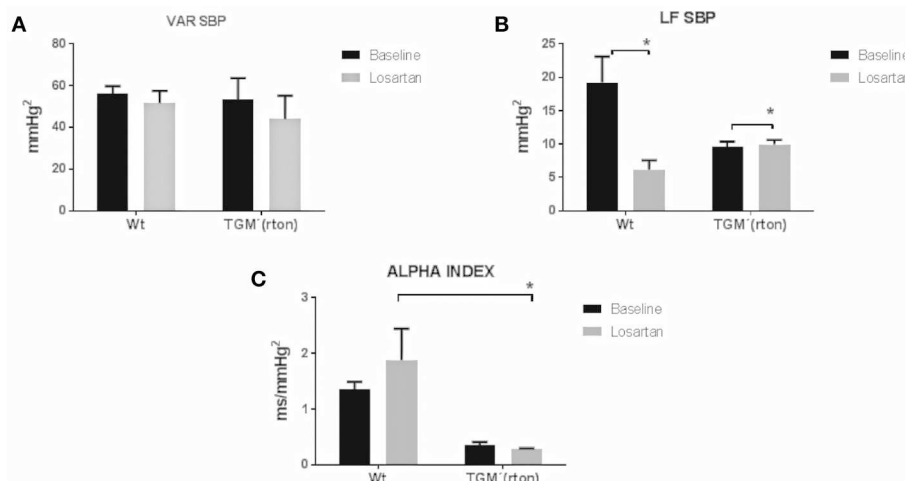 A
VAR SBP
mmHg²
80
60
40
20
0
Wt
TGM´(rton)
Baseline
Losartan
B
LF SBP
mmHg²
25
20
15
10
5
0
*
*
Wt
TGM´(rton)
Baseline
Losartan
C
ALPHA INDEX
ms/mmHg²
3
2
1
0
*
Wt
TGM´(rton)
Baseline
Losartan